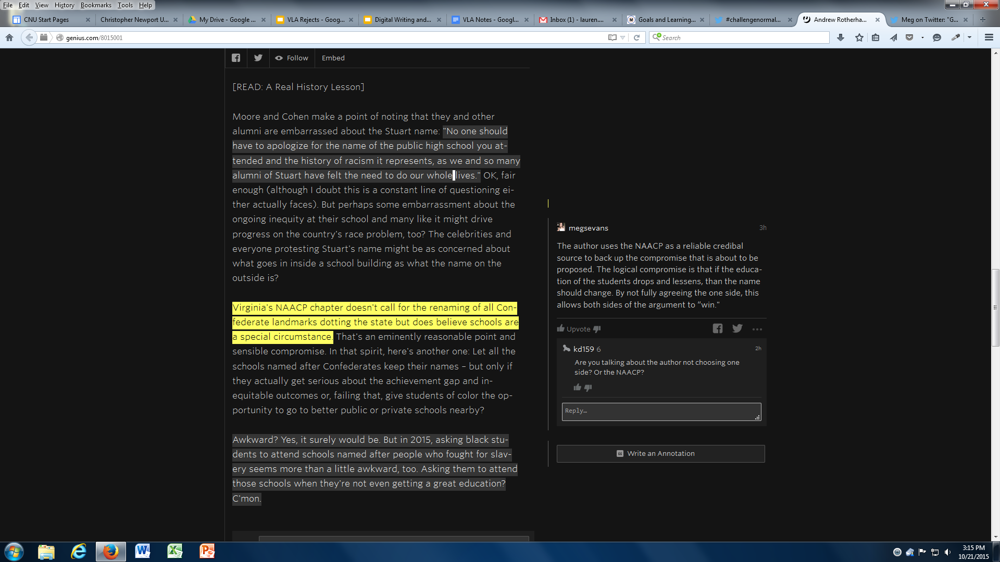 File Edit View History Bookmarks Tools Help
CNU Start Pages
Christopher Newport U...
My Drive - Google ...
VLA Rejects - Goog...
Digital Writing and...
VLA Notes - Googl...
Inbox (1) - lauren....
Goals and Learning...
#challengenormal...
Andrew Rotherha...
Meg on Twitter: "G...
genius.com/8015001
Search
Follow
Embed
[READ: A Real History Lesson]
Moore and Cohen make a point of noting that they and other
alumni are embarrassed about the Stuart name: "No one should
have to apologize for the name of the public high school you at-
tended and the history of racism it represents, as we and so many
alumni of Stuart have felt the need to do our whole lives." OK, fair
enough (although I doubt this is a constant line of questioning ei-
ther actually faces). But perhaps some embarrassment about the
ongoing inequity at their school and many like it might drive
progress on the country's race problem, too? The celebrities and
everyone protesting Stuart's name might be as concerned about
what goes in inside a school building as what the name on the
outside is?
Virginia's NAACP chapter doesn't call for the renaming of all Con-
federate landmarks dotting the state but does believe schools are
a special circumstance. That's an eminently reasonable point and
sensible compromise. In that spirit, here's another one: Let all the
schools named after Confederates keep their names – but only if
they actually get serious about the achievement gap and in-
equitable outcomes or, failing that, give students of color the op-
portunity to go to better public or private schools nearby?
Awkward? Yes, it surely would be. But in 2015, asking black stu-
dents to attend schools named after people who fought for slav-
ery seems more than a little awkward, too. Asking them to attend
those schools when they're not even getting a great education?
C'mon.
megsevans 3h
The author uses the NAACP as a reliable credibal
source to back up the compromise that is about to be
proposed. The logical compromise is that if the educa-
tion of the students drops and lessens, than the name
should change. By not fully agreeing the one side, this
allows both sides of the argument to “win."
Upvote
kd159 6 2h
Are you talking about the author not choosing one
side? Or the NAACP?
Reply...
Write an Annotation
3:15 PM
10/21/2015